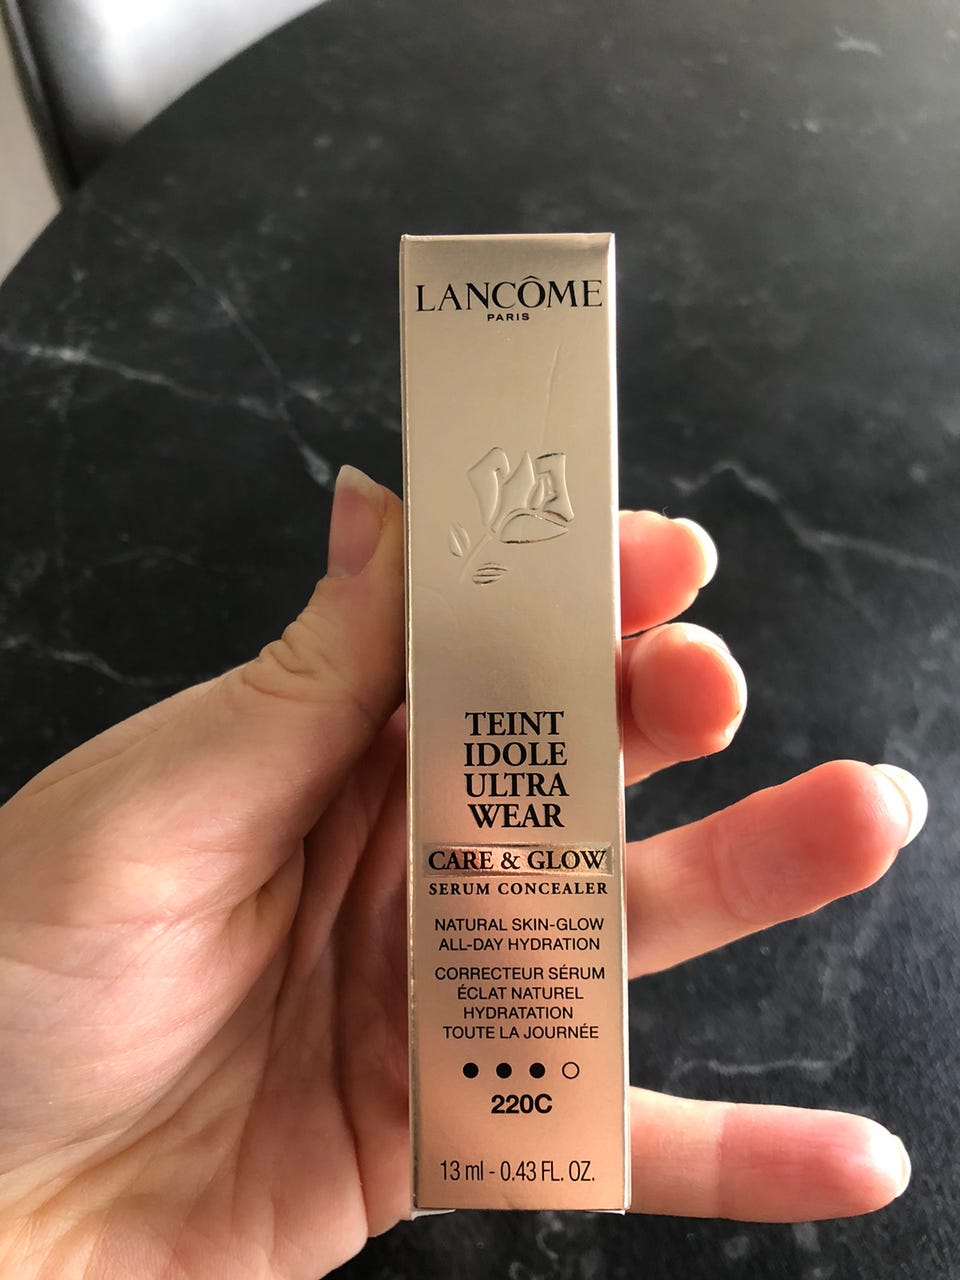 LANCÔME
PARIS
TEINT
IDOLE
ULTRA
WEAR
CARE & GLOW
SERUM CONCEALER
NATURAL SKIN-GLOW
ALL-DAY HYDRATION
CORRECTEUR SÉRUM
ÉCLAT NATUREL
HYDRATATION
TOUTE LA JOURNÉE
220C
13 ml - 0.43 FL. OZ.